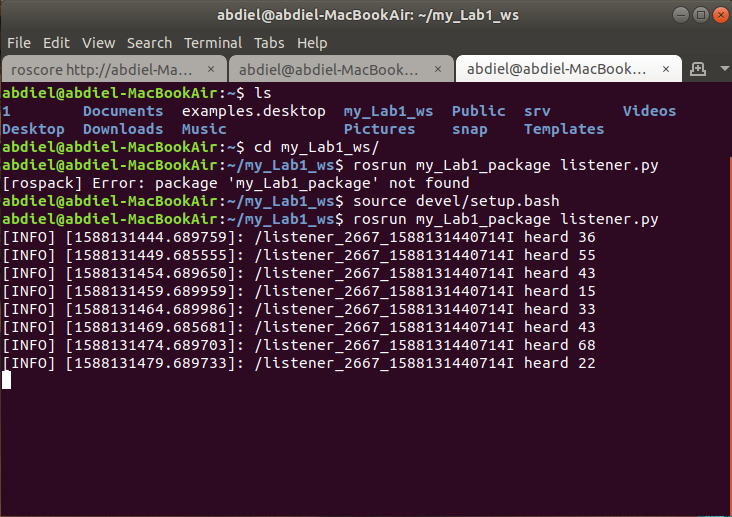 abdiel@abdiel-MacBookAir: ~/my_Lab1_ws
File Edit View Search Terminal Tabs Help
roscore http://abdiel-Ma... × abdiel@abdiel-MacBook... × abdiel@abdiel-MacBook... ×
abdiel@abdiel-MacBookAir:~$ ls
1 Documents examples.desktop my_Lab1_ws Public srv Videos
Desktop Downloads Music Pictures snap Templates
abdiel@abdiel-MacBookAir:~$ cd my_Lab1_ws/
abdiel@abdiel-MacBookAir:~/my_Lab1_ws$ rosrun my_Lab1_package listener.py
[rospack] Error: package 'my_Lab1_package' not found
abdiel@abdiel-MacBookAir:~/my_Lab1_ws$ source devel/setup.bash
abdiel@abdiel-MacBookAir:~/my_Lab1_ws$ rosrun my_Lab1_package listener.py
[INFO] [1588131444.689759]: /listener_2667_1588131440714I heard 36
[INFO] [1588131449.685555]: /listener_2667_1588131440714I heard 55
[INFO] [1588131454.689650]: /listener_2667_1588131440714I heard 43
[INFO] [1588131459.689959]: /listener_2667_1588131440714I heard 15
[INFO] [1588131464.689986]: /listener_2667_1588131440714I heard 33
[INFO] [1588131469.685681]: /listener_2667_1588131440714I heard 43
[INFO] [1588131474.689703]: /listener_2667_1588131440714I heard 68
[INFO] [1588131479.689733]: /listener_2667_1588131440714I heard 22